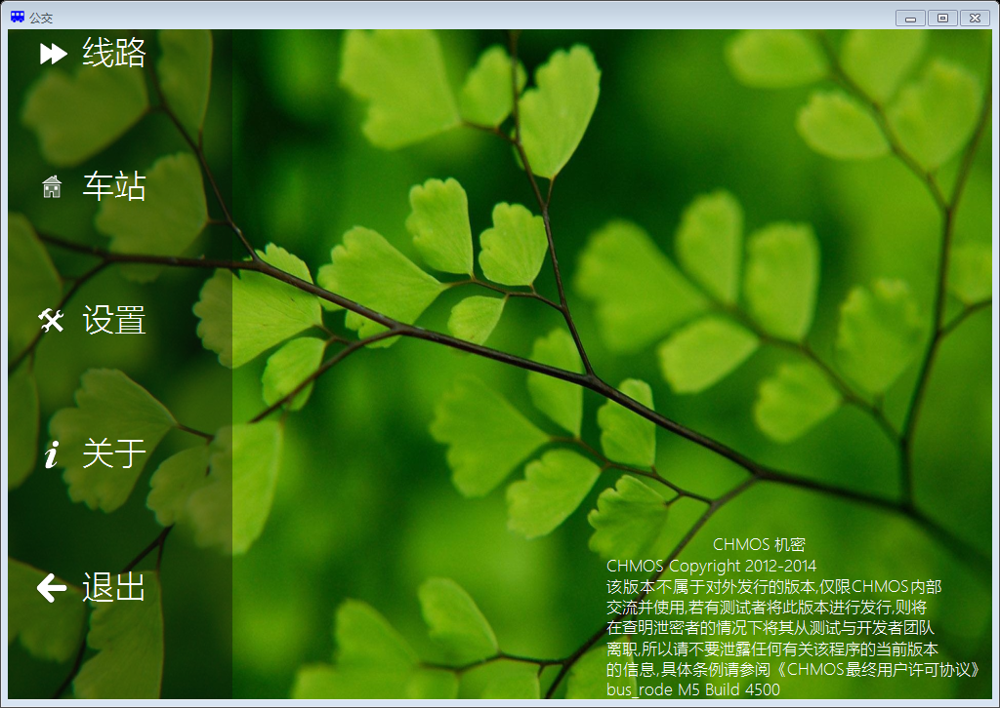 公交
线路
车站
设置
关于
退出
CHMOS 机密
CHMOS Copyright 2012-2014
该版本不属于对外发行的版本,仅限CHMOS内部
交流并使用,若有测试者将此版本进行发行,则将
在查明泄密者的情况下将其从测试与开发者团队
离职,所以请不要泄露任何有关该程序的当前版本
的信息,具体条例请参阅《CHMOS最终用户许可协议》
bus_rode M5 Build 4500